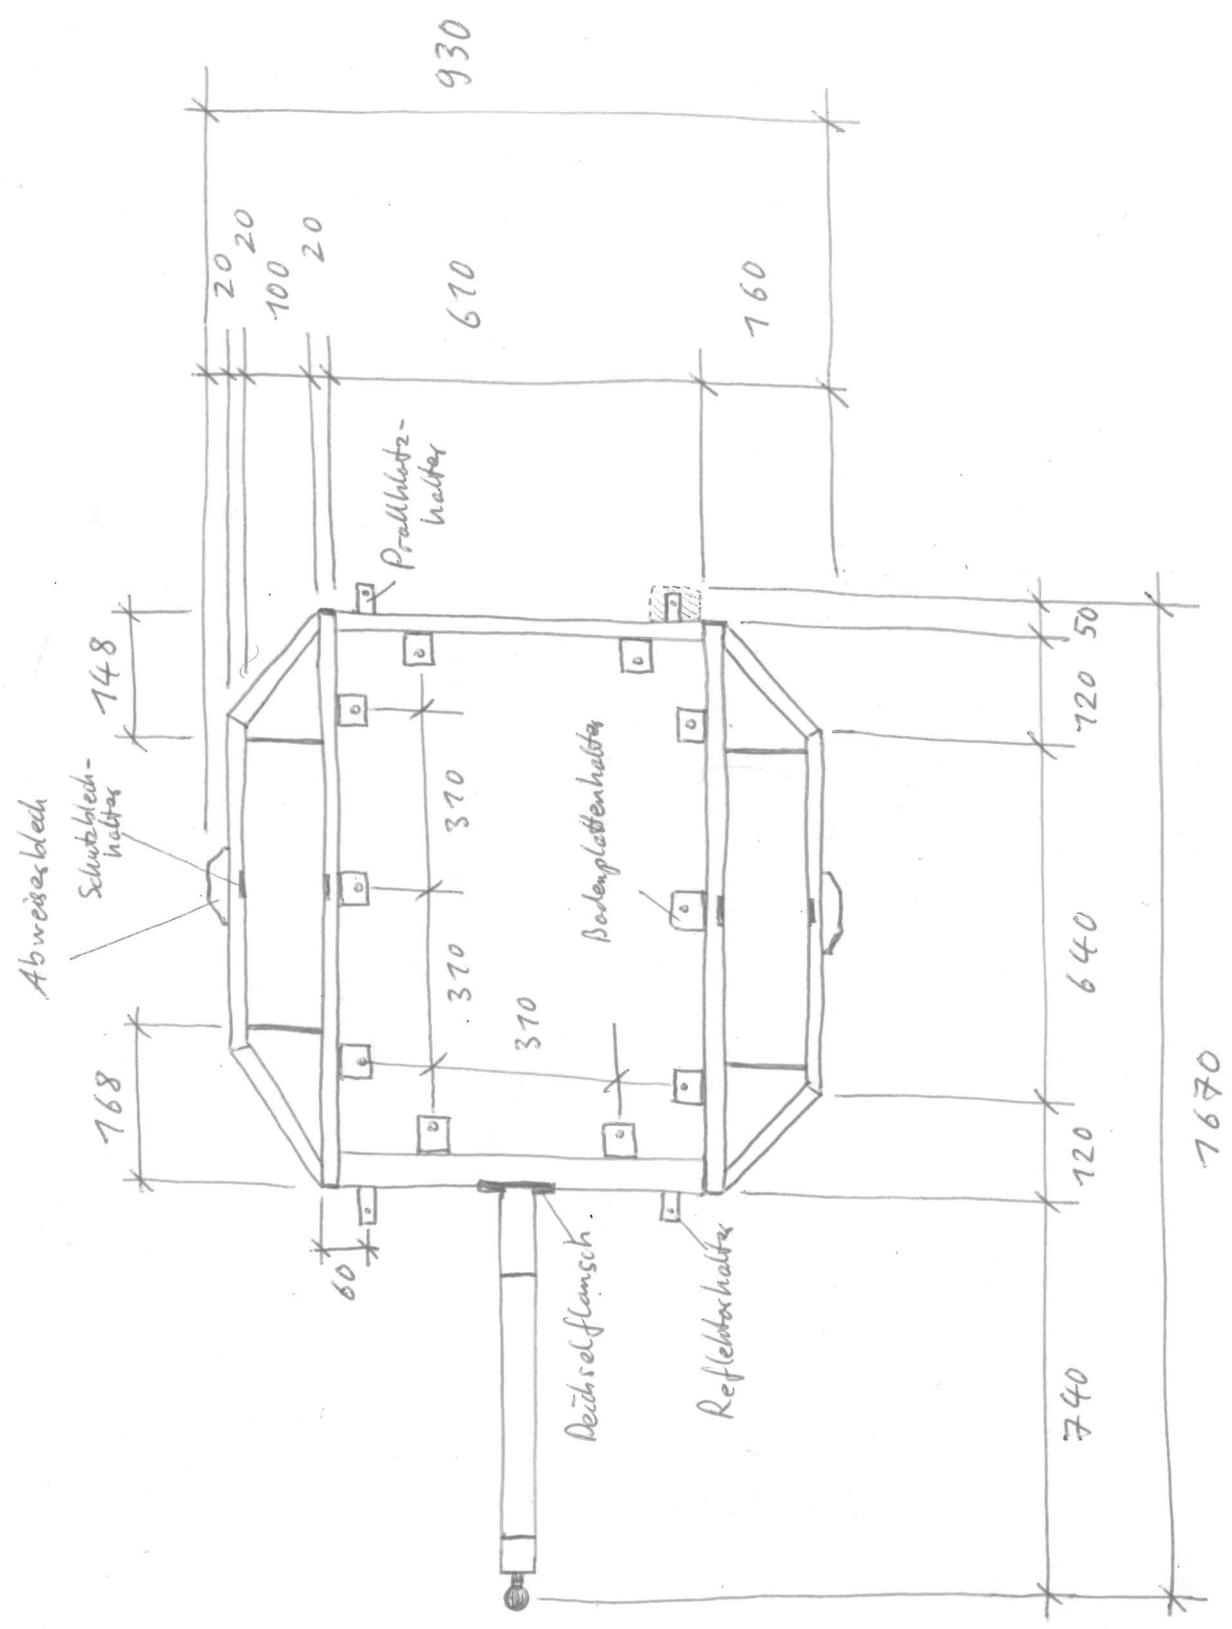 930
20
20
100
20
610
160
Prallklotz-
halter
148
Abweiserblech
Schutzblech-
halter
310
Bodenplattenhalter
310
310
168
60
Deichselflansch.
Reflektorhalter
50
120
640
120
740
1670